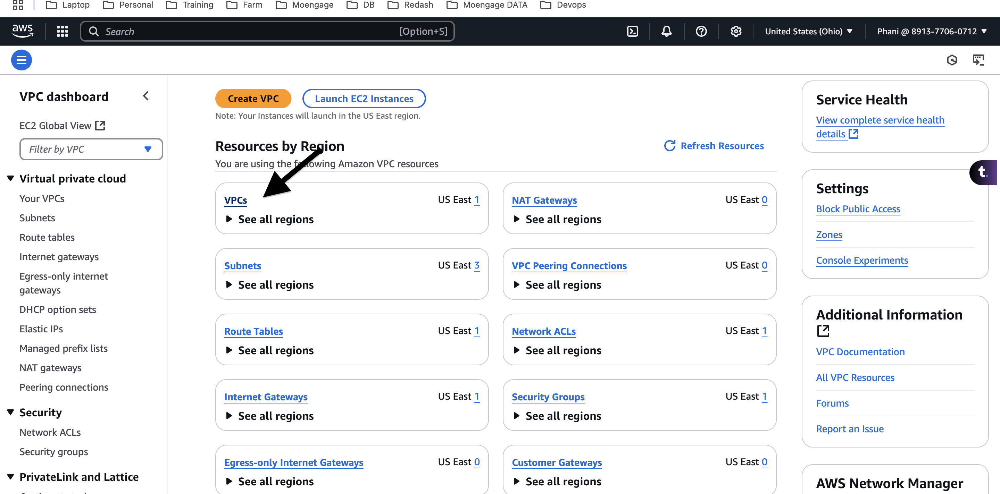 Laptop Personal Training Farm Moengage DB Redash Moengage DATA Devops
aws Search [Option+S] United States (Ohio) Phani @ 8913-7706-0712
VPC dashboard
EC2 Global View
Filter by VPC
Virtual private cloud
Your VPCs
Subnets
Route tables
Internet gateways
Egress-only internet
gateways
DHCP option sets
Elastic IPs
Managed prefix lists
NAT gateways
Peering connections
Security
Network ACLs
Security groups
PrivateLink and Lattice
Create VPC Launch EC2 Instances
Note: Your Instances will launch in the US East region.
Resources by Region
Refresh Resources
You are using the following Amazon VPC resources
VPCs US East 1
See all regions
NAT Gateways US East 0
See all regions
Subnets US East 3
See all regions
VPC Peering Connections US East 0
See all regions
Route Tables US East 1
See all regions
Network ACLs US East 1
See all regions
Internet Gateways US East 1
See all regions
Security Groups US East 1
See all regions
Egress-only Internet Gateways US East 0
See all regions
Customer Gateways US East 0
See all regions
Service Health
View complete service health
details
t.
Settings
Block Public Access
Zones
Console Experiments
Additional Information
VPC Documentation
All VPC Resources
Forums
Report an Issue
AWS Network Manager